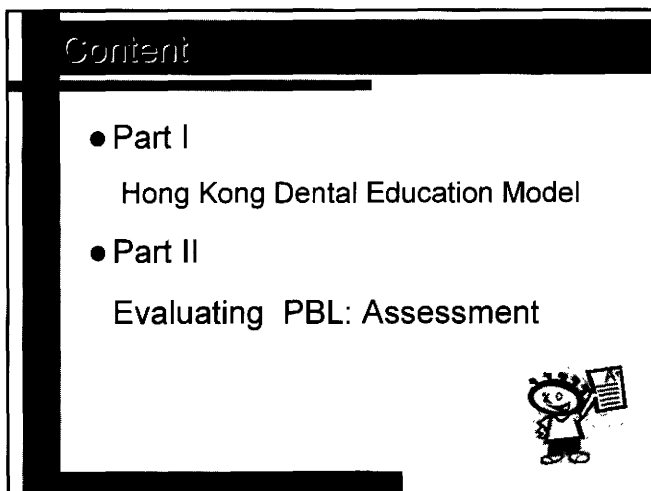 Content
● Part I
Hong Kong Dental Education Model
● Part II
Evaluating PBL: Assessment
A+